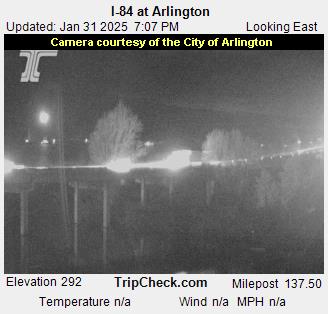 I-84 at Arlington
Updated: Jan 31 2025 7:07 PM Looking East
Camera courtesy of the City of Arlington
Elevation 292 TripCheck.com Milepost 137.50
Temperature n/a Wind n/a MPH n/a